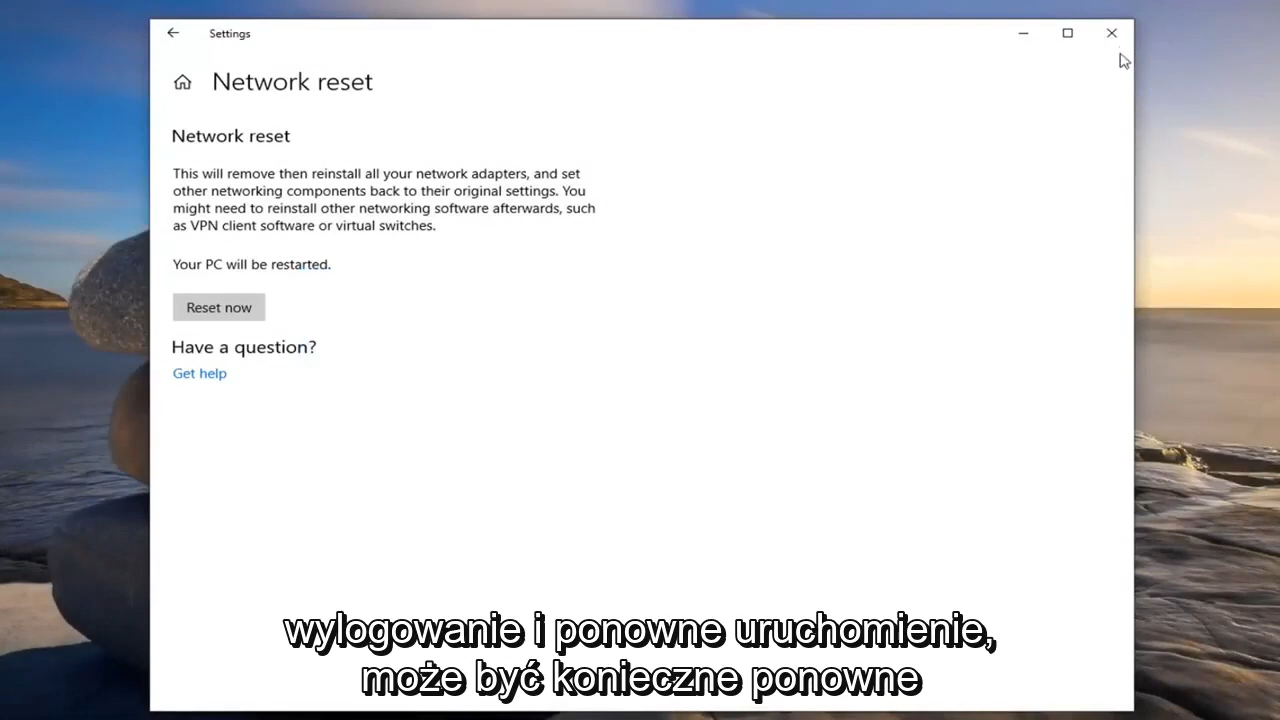 Settings
Network reset
Network reset
This will remove then reinstall all your network adapters, and set
other networking components back to their original settings. You
might need to reinstall other networking software afterwards, such
as VPN client software or virtual switches.
Your PC will be restarted.
Reset now
Have a question?
Get help
wylogowanie i ponowne uruchomienie,
może być konieczne ponowne